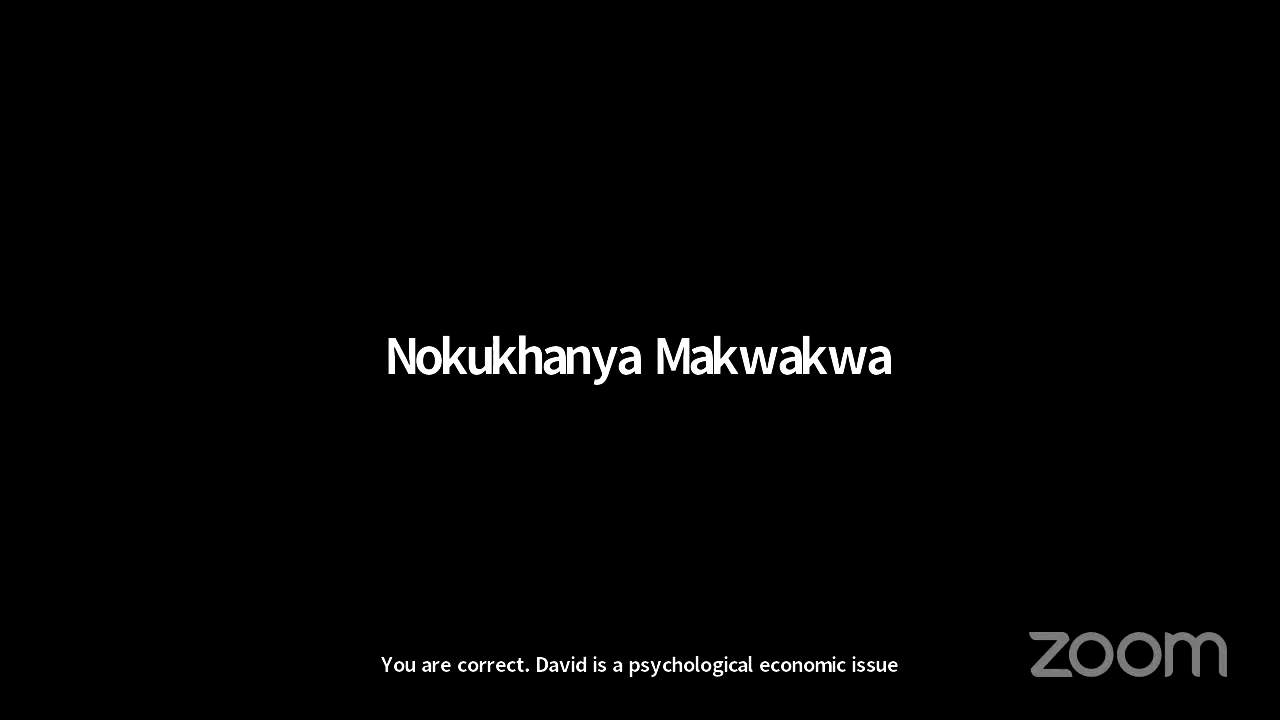 Nokukhanya Makwakwa
You are correct. David is a psychological economic issue
zoom